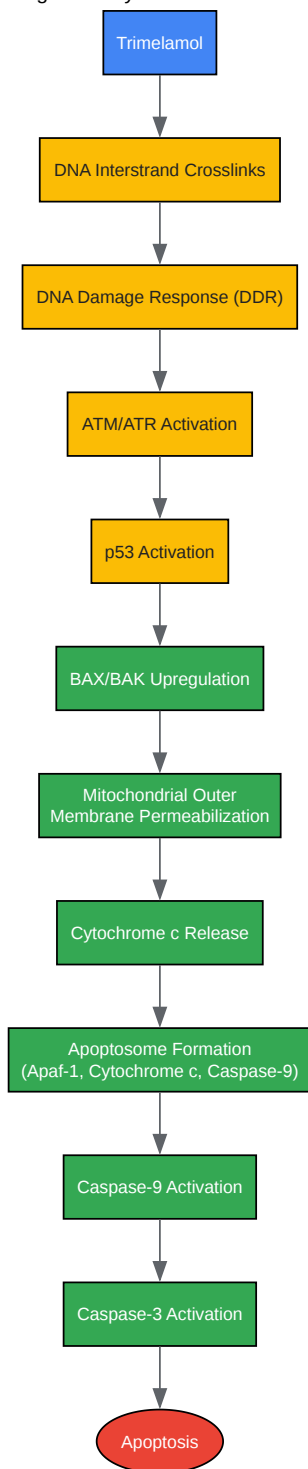 Trimelamol
DNA Interstrand Crosslinks
DNA Damage Response (DDR)
ATM/ATR Activation
p53 Activation
BAX/BAK Upregulation
Mitochondrial Outer
Membrane Permeabilization
Cytochrome c Release
Apoptosome Formation
(Apaf-1, Cytochrome c, Caspase-9)
Caspase-9 Activation
Caspase-3 Activation
Apoptosis